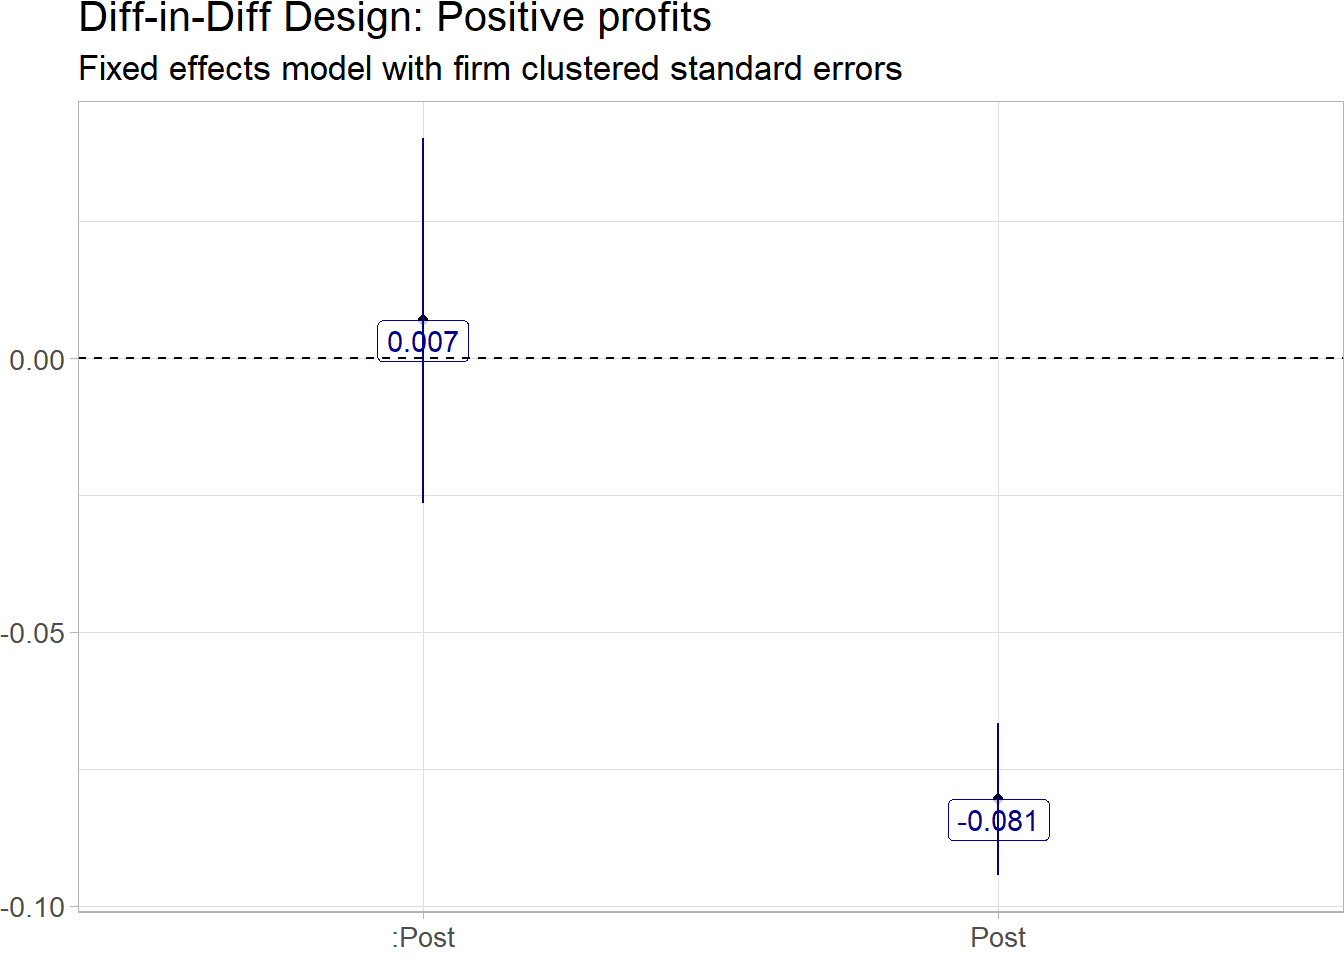 Diff-in-Diff Design: Positive profits
Fixed effects model with firm clustered standard errors
0.007
0.00
-0.05
-0.081
-0.10
:Post Post